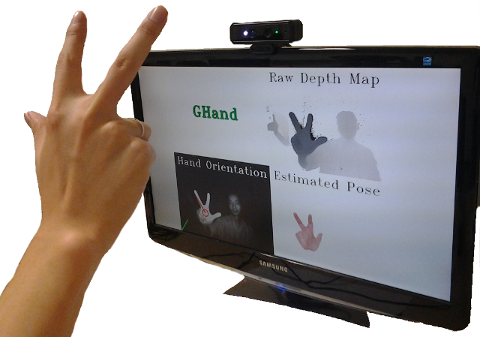 Raw Depth Map
GHand
Hand Orientation
Estimated Pose
SAMSUNG